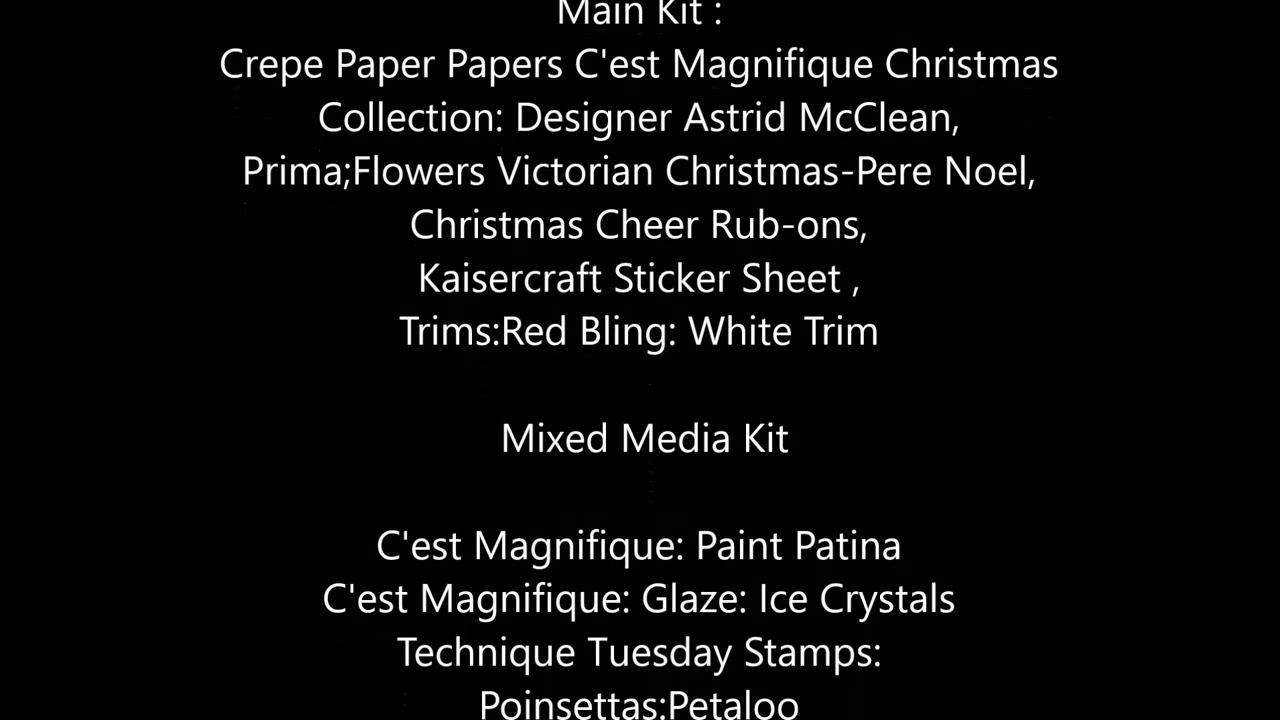 Main Kit :
Crepe Paper Papers C'est Magnifique Christmas
Collection: Designer Astrid McClean,
Prima;Flowers Victorian Christmas-Pere Noel,
Christmas Cheer Rub-ons,
Kaisercraft Sticker Sheet ,
Trims:Red Bling: White Trim
Mixed Media Kit
C'est Magnifique: Paint Patina
C'est Magnifique: Glaze: Ice Crystals
Technique Tuesday Stamps:
Poinsettas:Petaloo